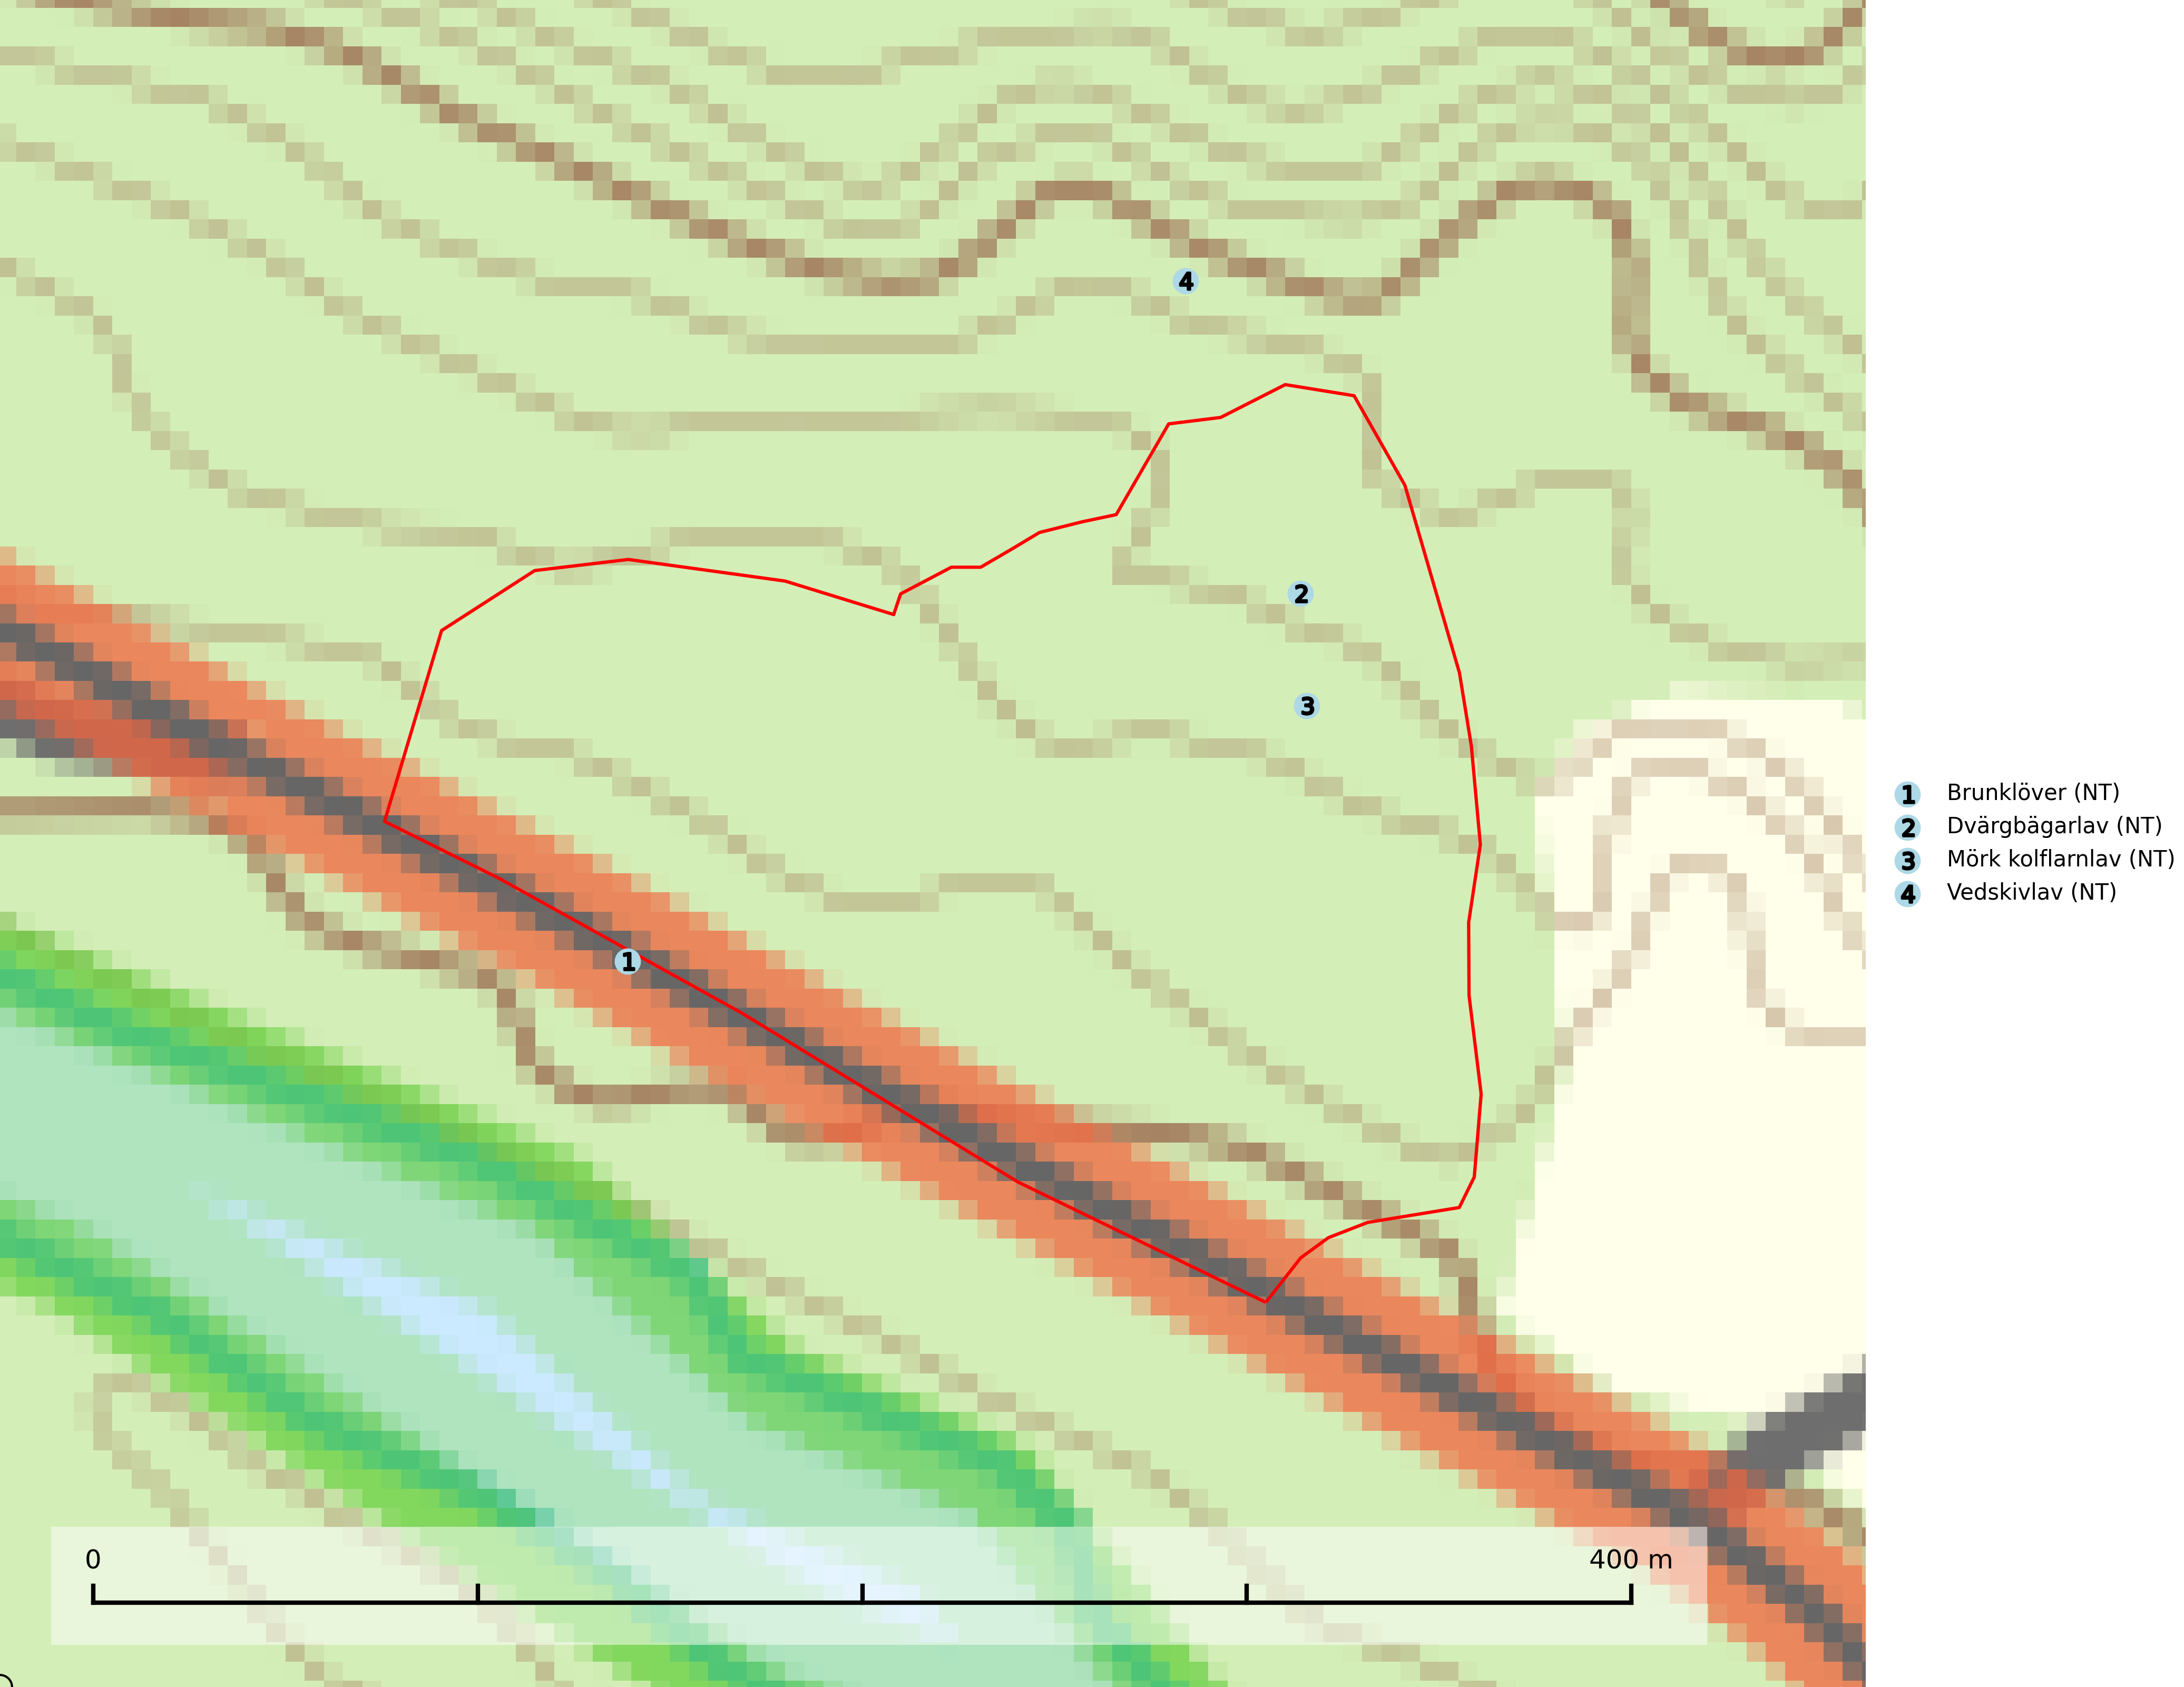 4
2
3
1
1 Brunklöver (NT)
2 Dvärgbägarlav (NT)
3 Mörk kolflarnlav (NT)
4 Vedskivlav (NT)
0 400 m